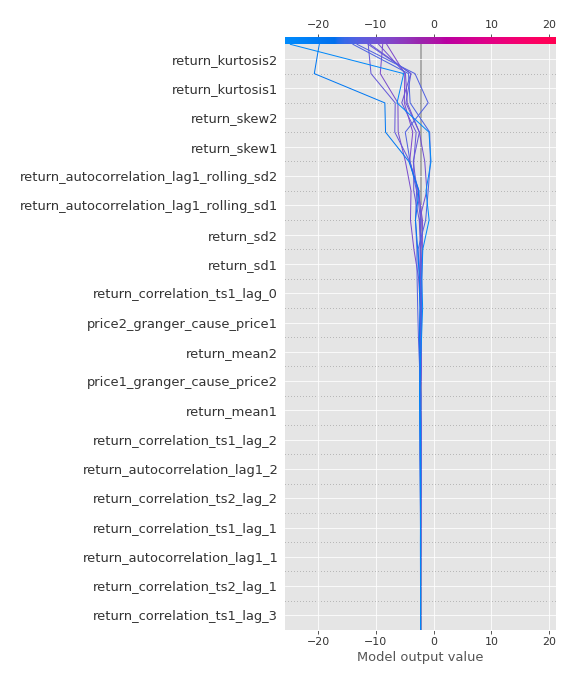 −20 −10 0 10 20
return_kurtosis2
return_kurtosis1
return_skew2
return_skew1
return_autocorrelation_lag1_rolling_sd2
return_autocorrelation_lag1_rolling_sd1
return_sd2
return_sd1
return_correlation_ts1_lag_0
price2_granger_cause_price1
return_mean2
price1_granger_cause_price2
return_mean1
return_correlation_ts1_lag_2
return_autocorrelation_lag1_2
return_correlation_ts2_lag_2
return_correlation_ts1_lag_1
return_autocorrelation_lag1_1
return_correlation_ts2_lag_1
return_correlation_ts1_lag_3
−20 −10 0 10 20
Model output value